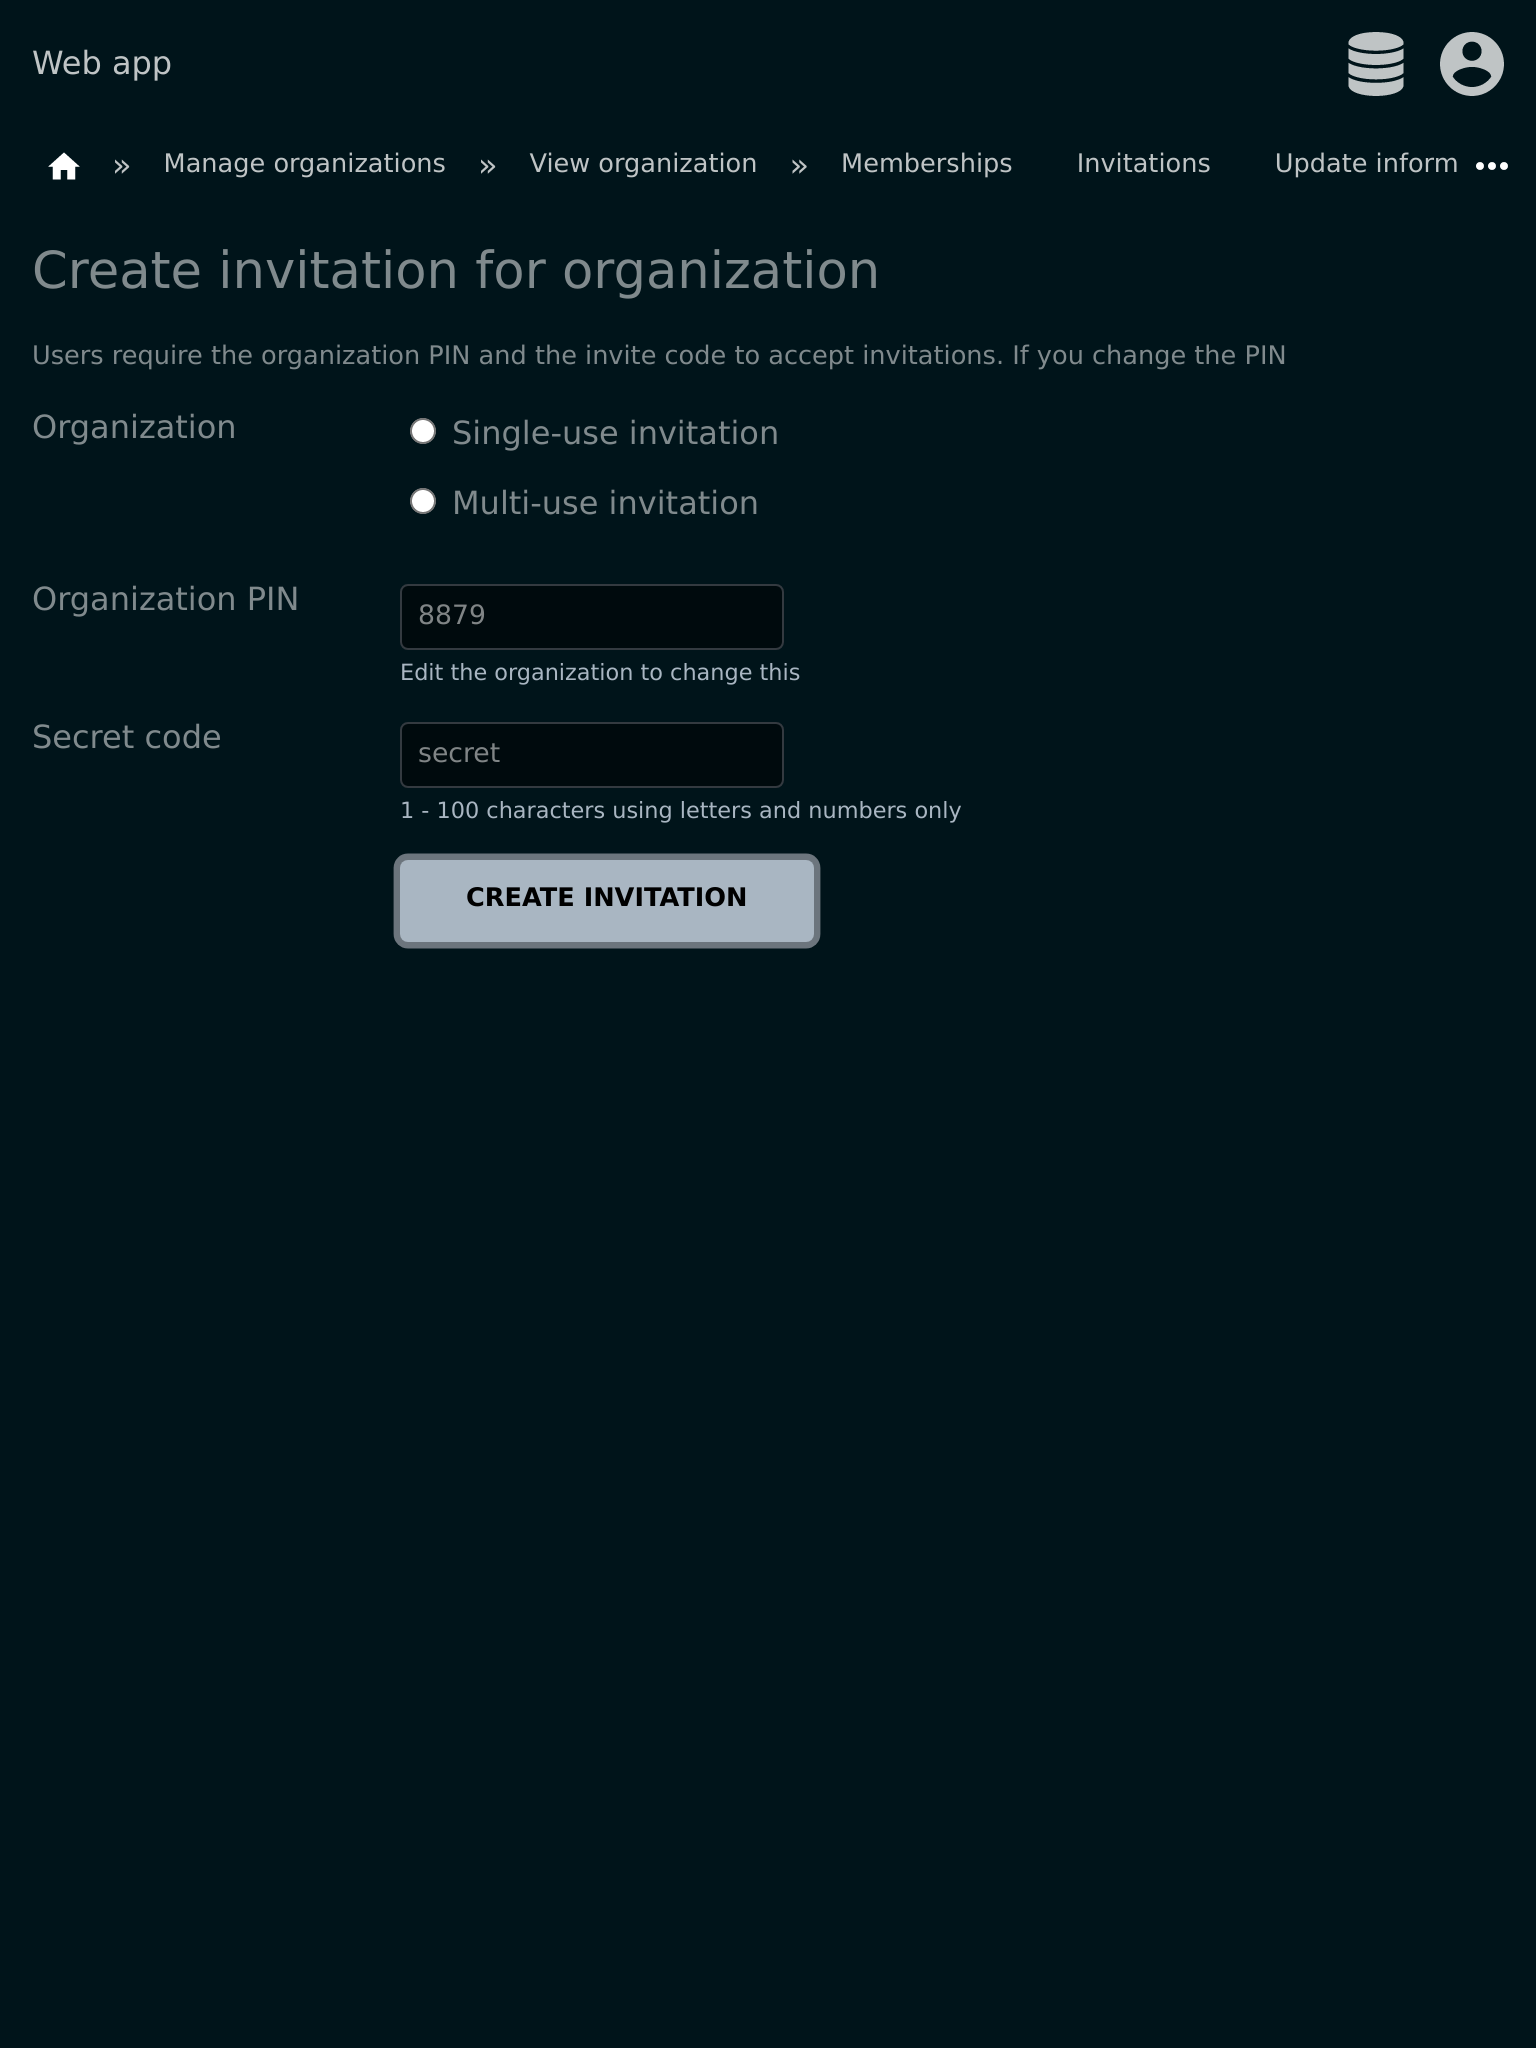 Web app
» Manage organizations » View organization » Memberships Invitations Update inform
Create invitation for organization
Users require the organization PIN and the invite code to accept invitations. If you change the PIN
Organization
Single-use invitation
Multi-use invitation
Organization PIN
8879
Edit the organization to change this
Secret code
secret
1 - 100 characters using letters and numbers only
CREATE INVITATION